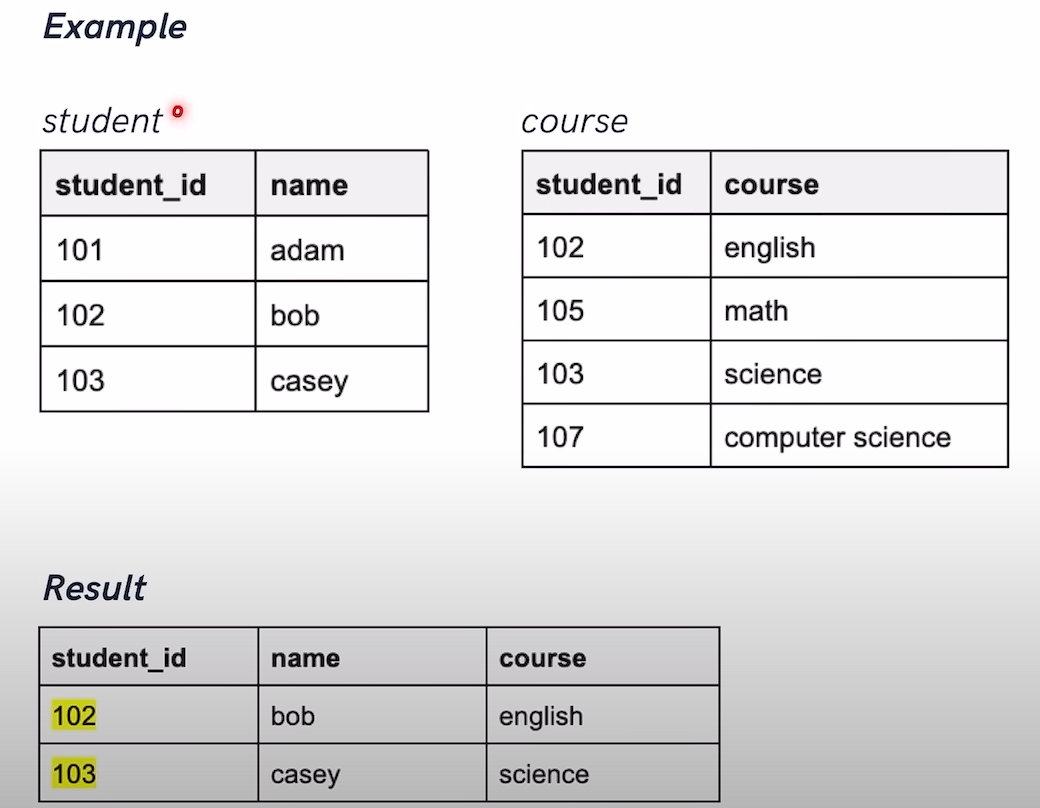 Example
student
student_id name
101 adam
102 bob
103 casey
course
student_id course
102 english
105 math
103 science
107 computer science
Result
student_id name course
102 bob english
103 casey science